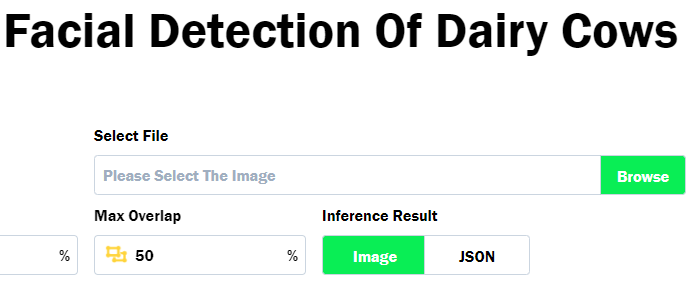 Facial Detection Of Dairy Cows
Select File
Please Select The Image
Browse
Max Overlap
Inference Result
%
50
%
Image
JSON